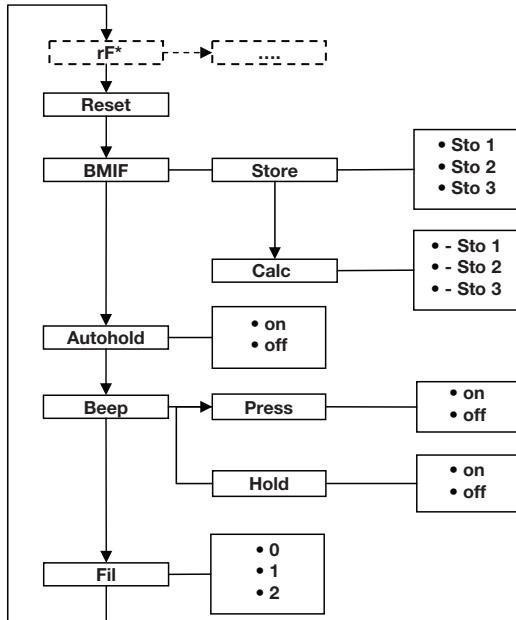 rF*
....
Reset
BMIF
Store
• Sto 1
• Sto 2
• Sto 3
Calc
• - Sto 1
• - Sto 2
• - Sto 3
Autohold
• on
• off
Beep
Press
• on
• off
Hold
• on
• off
Fil
• 0
• 1
• 2